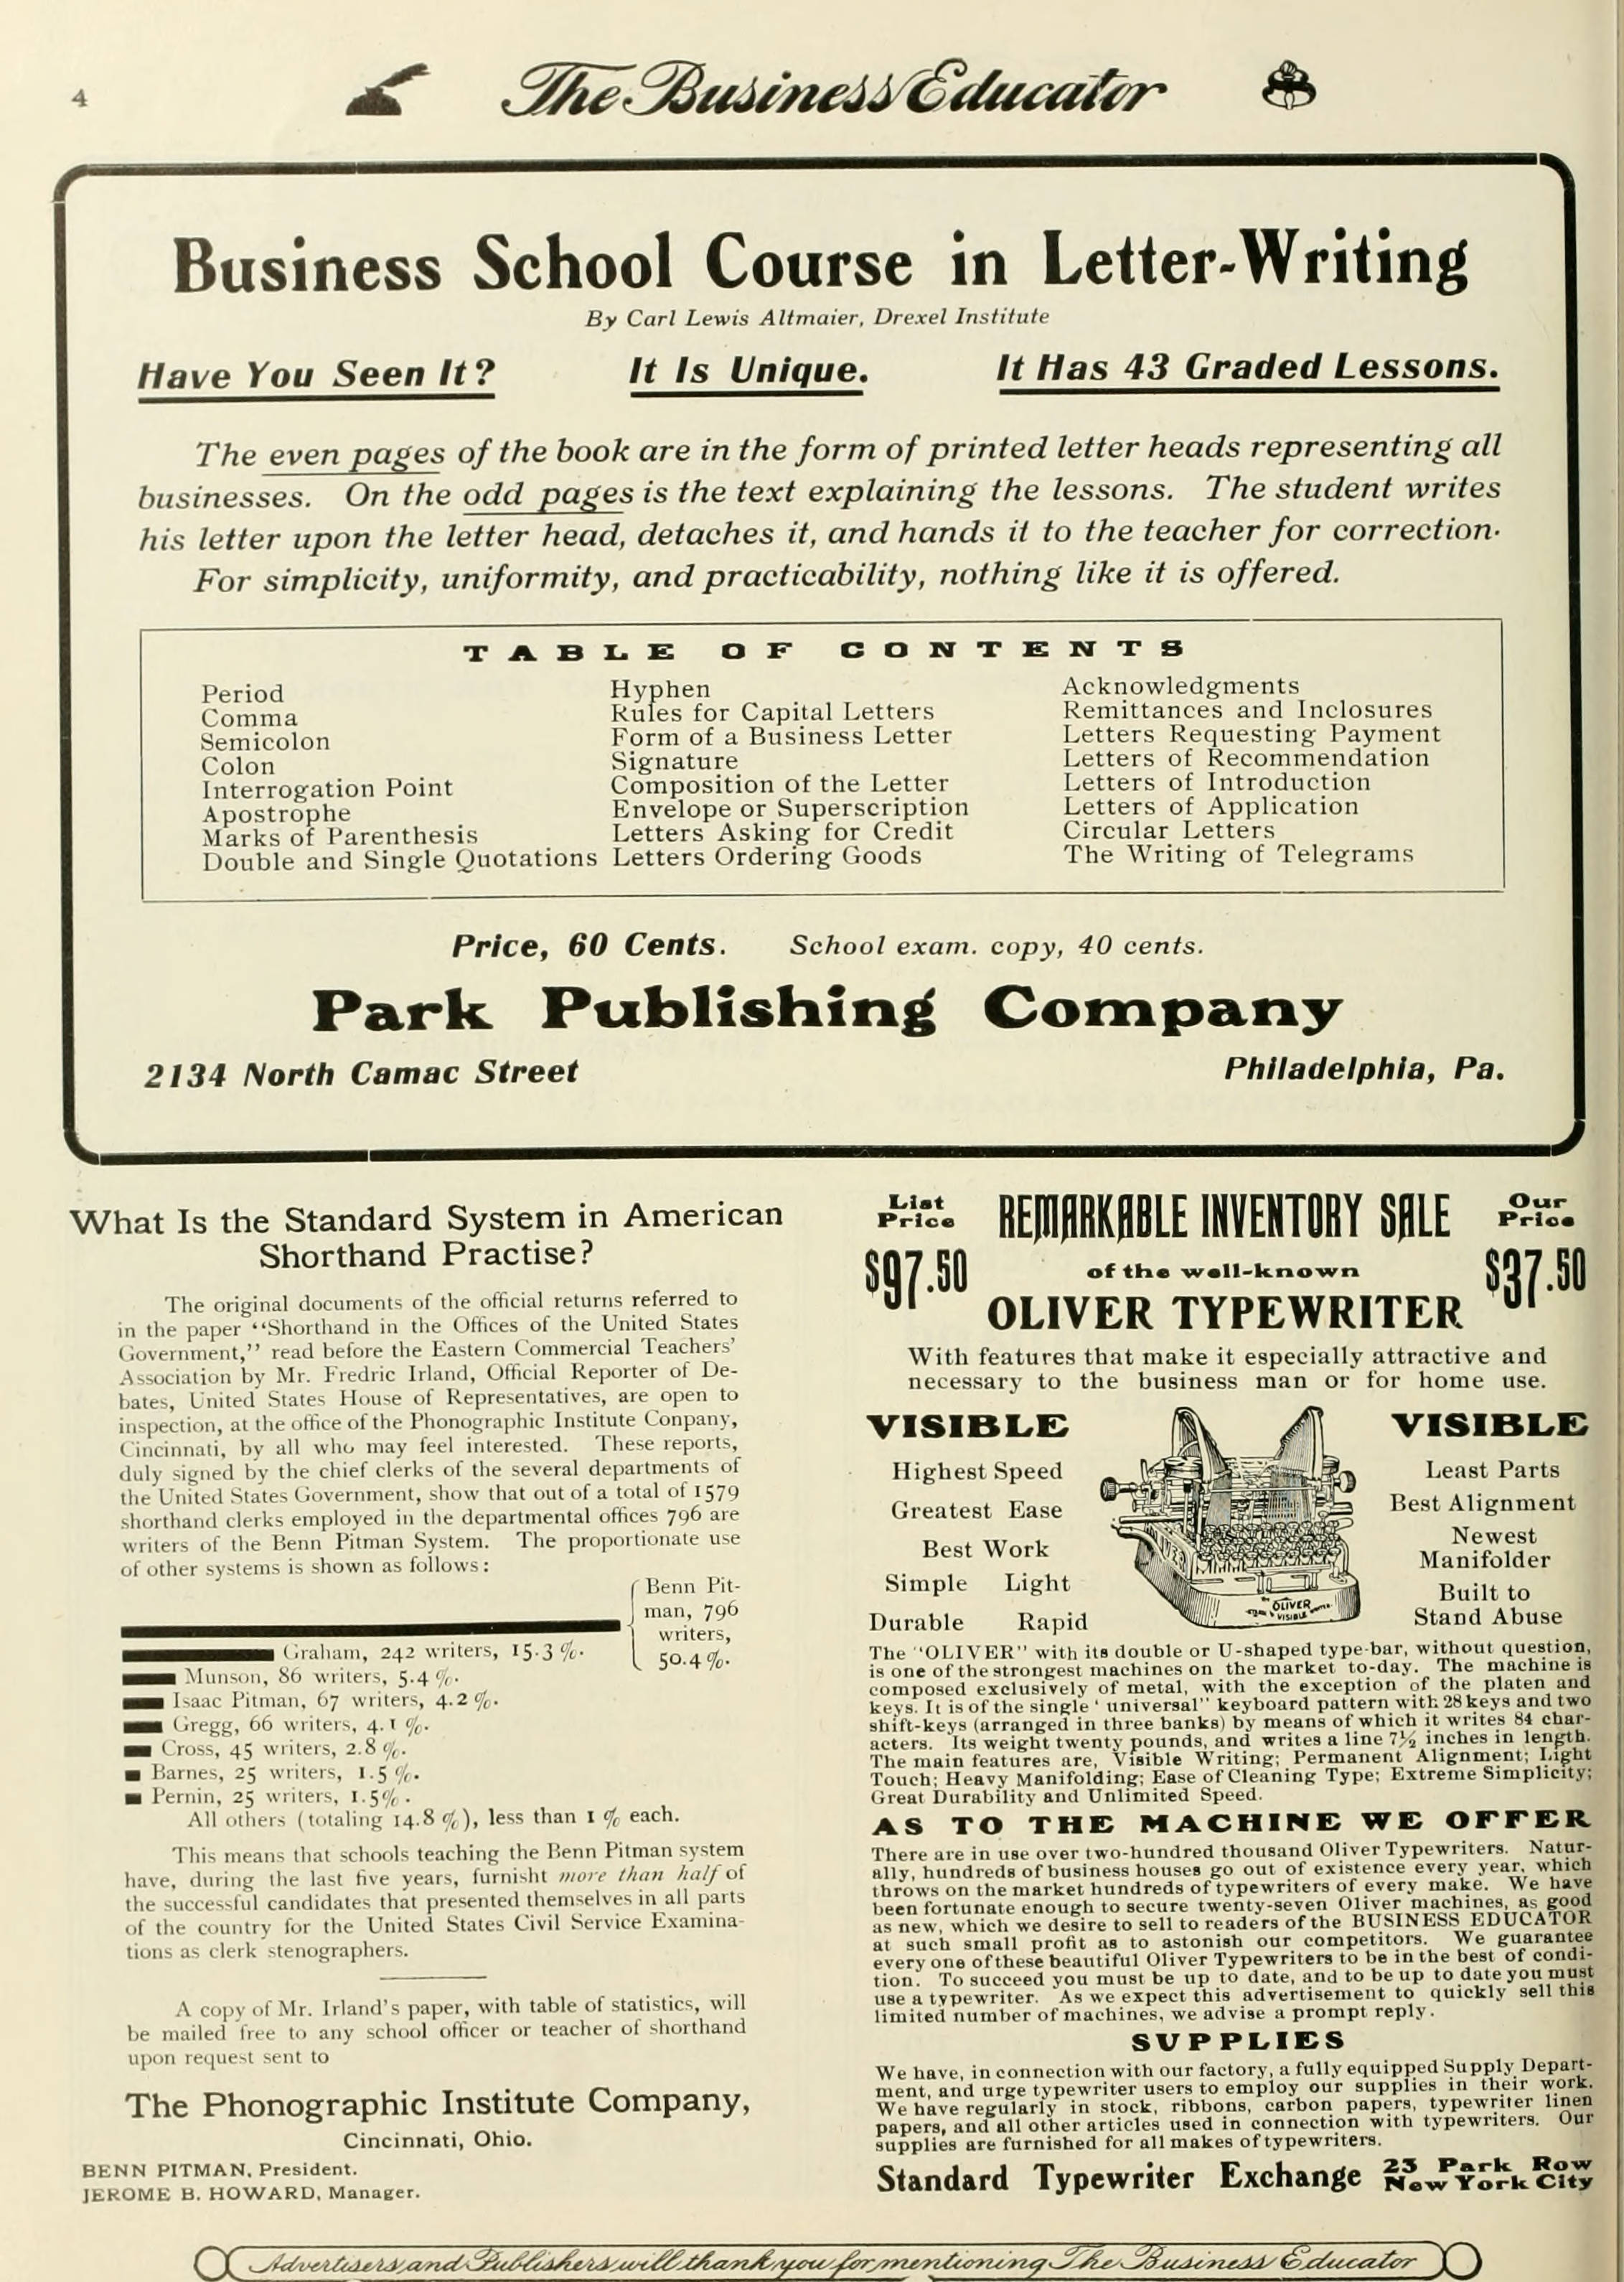 4
The Business Educator
Business School Course in Letter-Writing
By Carl Lewis Altmaier, Drexel Institute
Have You Seen It? It Is Unique. It Has 43 Graded Lessons.
The even pages of the book are in the form of printed letter heads representing all
businesses. On the odd pages is the text explaining the lessons. The student writes
his letter upon the letter head, detaches it, and hands it to the teacher for correction.
For simplicity, uniformity, and practicability, nothing like it is offered.
TABLE OF CONTENTS
Period
Comma
Semicolon
Colon
Interrogation Point
Apostrophe
Marks of Parenthesis
Double and Single Quotations
Hyphen
Rules for Capital Letters
Form of a Business Letter
Signature
Composition of the Letter
Envelope or Superscription
Letters Asking for Credit
Letters Ordering Goods
Acknowledgments
Remittances and Inclosures
Letters Requesting Payment
Letters of Recommendation
Letters of Introduction
Letters of Application
Circular Letters
The Writing of Telegrams
Price, 60 Cents. School exam. copy, 40 cents.
Park Publishing Company
2134 North Camac Street Philadelphia, Pa.
What Is the Standard System in American
Shorthand Practise?
The original documents of the official returns referred to
in the paper "Shorthand in the Offices of the United States
Government," read before the Eastern Commercial Teachers'
Association by Mr. Fredric Irland, Official Reporter of De-
bates, United States House of Representatives, are open to
inspection, at the office of the Phonographic Institute Conpany,
Cincinnati, by all who may feel interested. These reports,
duly signed by the chief clerks of the several departments of
the United States Government, show that out of a total of 1579
shorthand clerks employed in the departmental offices 796 are
writers of the Benn Pitman System. The proportionate use
of other systems is shown as follows:
Benn Pit-
man, 796
writers,
50.4%.
Graham, 242 writers, 15.3%.
Munson, 86 writers, 5.4%.
Isaac Pitman, 67 writers, 4.2%.
Gregg, 66 writers, 4.1%.
Cross, 45 writers, 2.8%.
Barnes, 25 writers, 1.5%.
Pernin, 25 writers, 1.5%.
All others (totaling 14.8%), less than 1% each.
This means that schools teaching the Benn Pitman system
have, during the last five years, furnisht more than half of
the successful candidates that presented themselves in all parts
of the country for the United States Civil Service Examina-
tions as clerk stenographers.
A copy of Mr. Irland's paper, with table of statistics, will
be mailed free to any school officer or teacher of shorthand
upon request sent to
The Phonographic Institute Company,
Cincinnati, Ohio.
BENN PITMAN, President.
JEROME B. HOWARD, Manager.
List
Price
$97.50
REMARKABLE INVENTORY SALE
of the well-known
OLIVER TYPEWRITER
Our
Price
$37.50
With features that make it especially attractive and
necessary to the business man or for home use.
VISIBLE
Highest Speed
Greatest Ease
Best Work
Simple Light
Durable Rapid
OLIVER
VISIBLE
VISIBLE
Least Parts
Best Alignment
Newest
Manifolder
Built to
Stand Abuse
The "OLIVER" with its double or U-shaped type-bar, without question,
is one of the strongest machines on the market to-day. The machine is
composed exclusively of metal, with the exception of the platen and
keys. It is of the single ' universal" keyboard pattern with 28 keys and two
shift-keys (arranged in three banks) by means of which it writes 84 char-
acters. Its weight twenty pounds, and writes a line 7½ inches in length.
The main features are, Visible Writing; Permanent Alignment; Light
Touch; Heavy Manifolding; Ease of Cleaning Type; Extreme Simplicity;
Great Durability and Unlimited Speed.
AS TO THE MACHINE WE OFFER
There are in use over two-hundred thousand Oliver Typewriters. Natur-
ally, hundreds of business houses go out of existence every year, which
throws on the market hundreds of typewriters of every make. We have
been fortunate enough to secure twenty-seven Oliver machines, as good
as new, which we desire to sell to readers of the BUSINESS EDUCATOR
at such small profit as to astonish our competitors. We guarantee
every one of these beautiful Oliver Typewriters to be in the best of condi-
tion. To succeed you must be up to date, and to be up to date you must
use a typewriter. As we expect this advertisement to quickly sell this
limited number of machines, we advise a prompt reply.
SUPPLIES
We have, in connection with our factory, a fully equipped Supply Depart-
ment, and urge typewriter users to employ our supplies in their work.
We have regularly in stock, ribbons, carbon papers, typewriter linen
papers, and all other articles used in connection with typewriters. Our
supplies are furnished for all makes of typewriters.
Standard Typewriter Exchange 23 Park Row
New York City
Advertisers and Publishers will thank you for mentioning The Business Educator